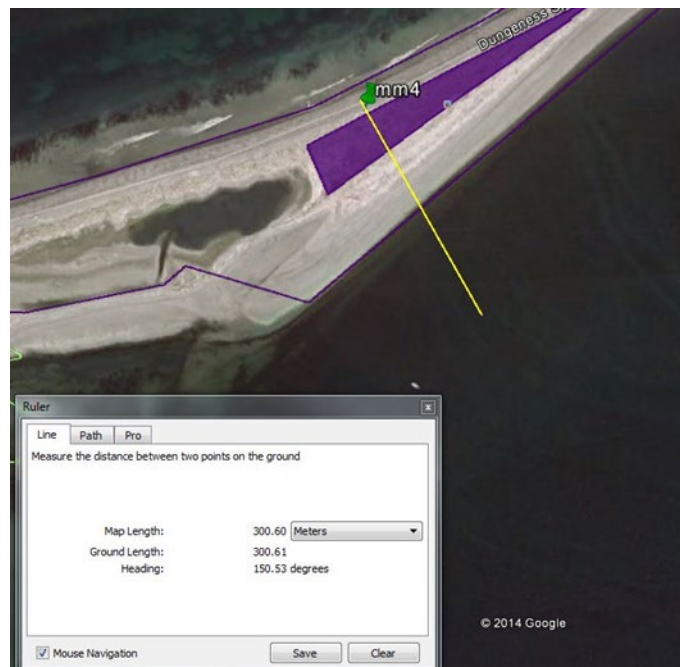 Dungeness
mm4
Ruler
Line Path Pro
Measure the distance between two points on the ground
Map Length: 300.60 Meters
Ground Length: 300.61
Heading: 150.53 degrees
© 2014 Google
Mouse Navigation Save Clear